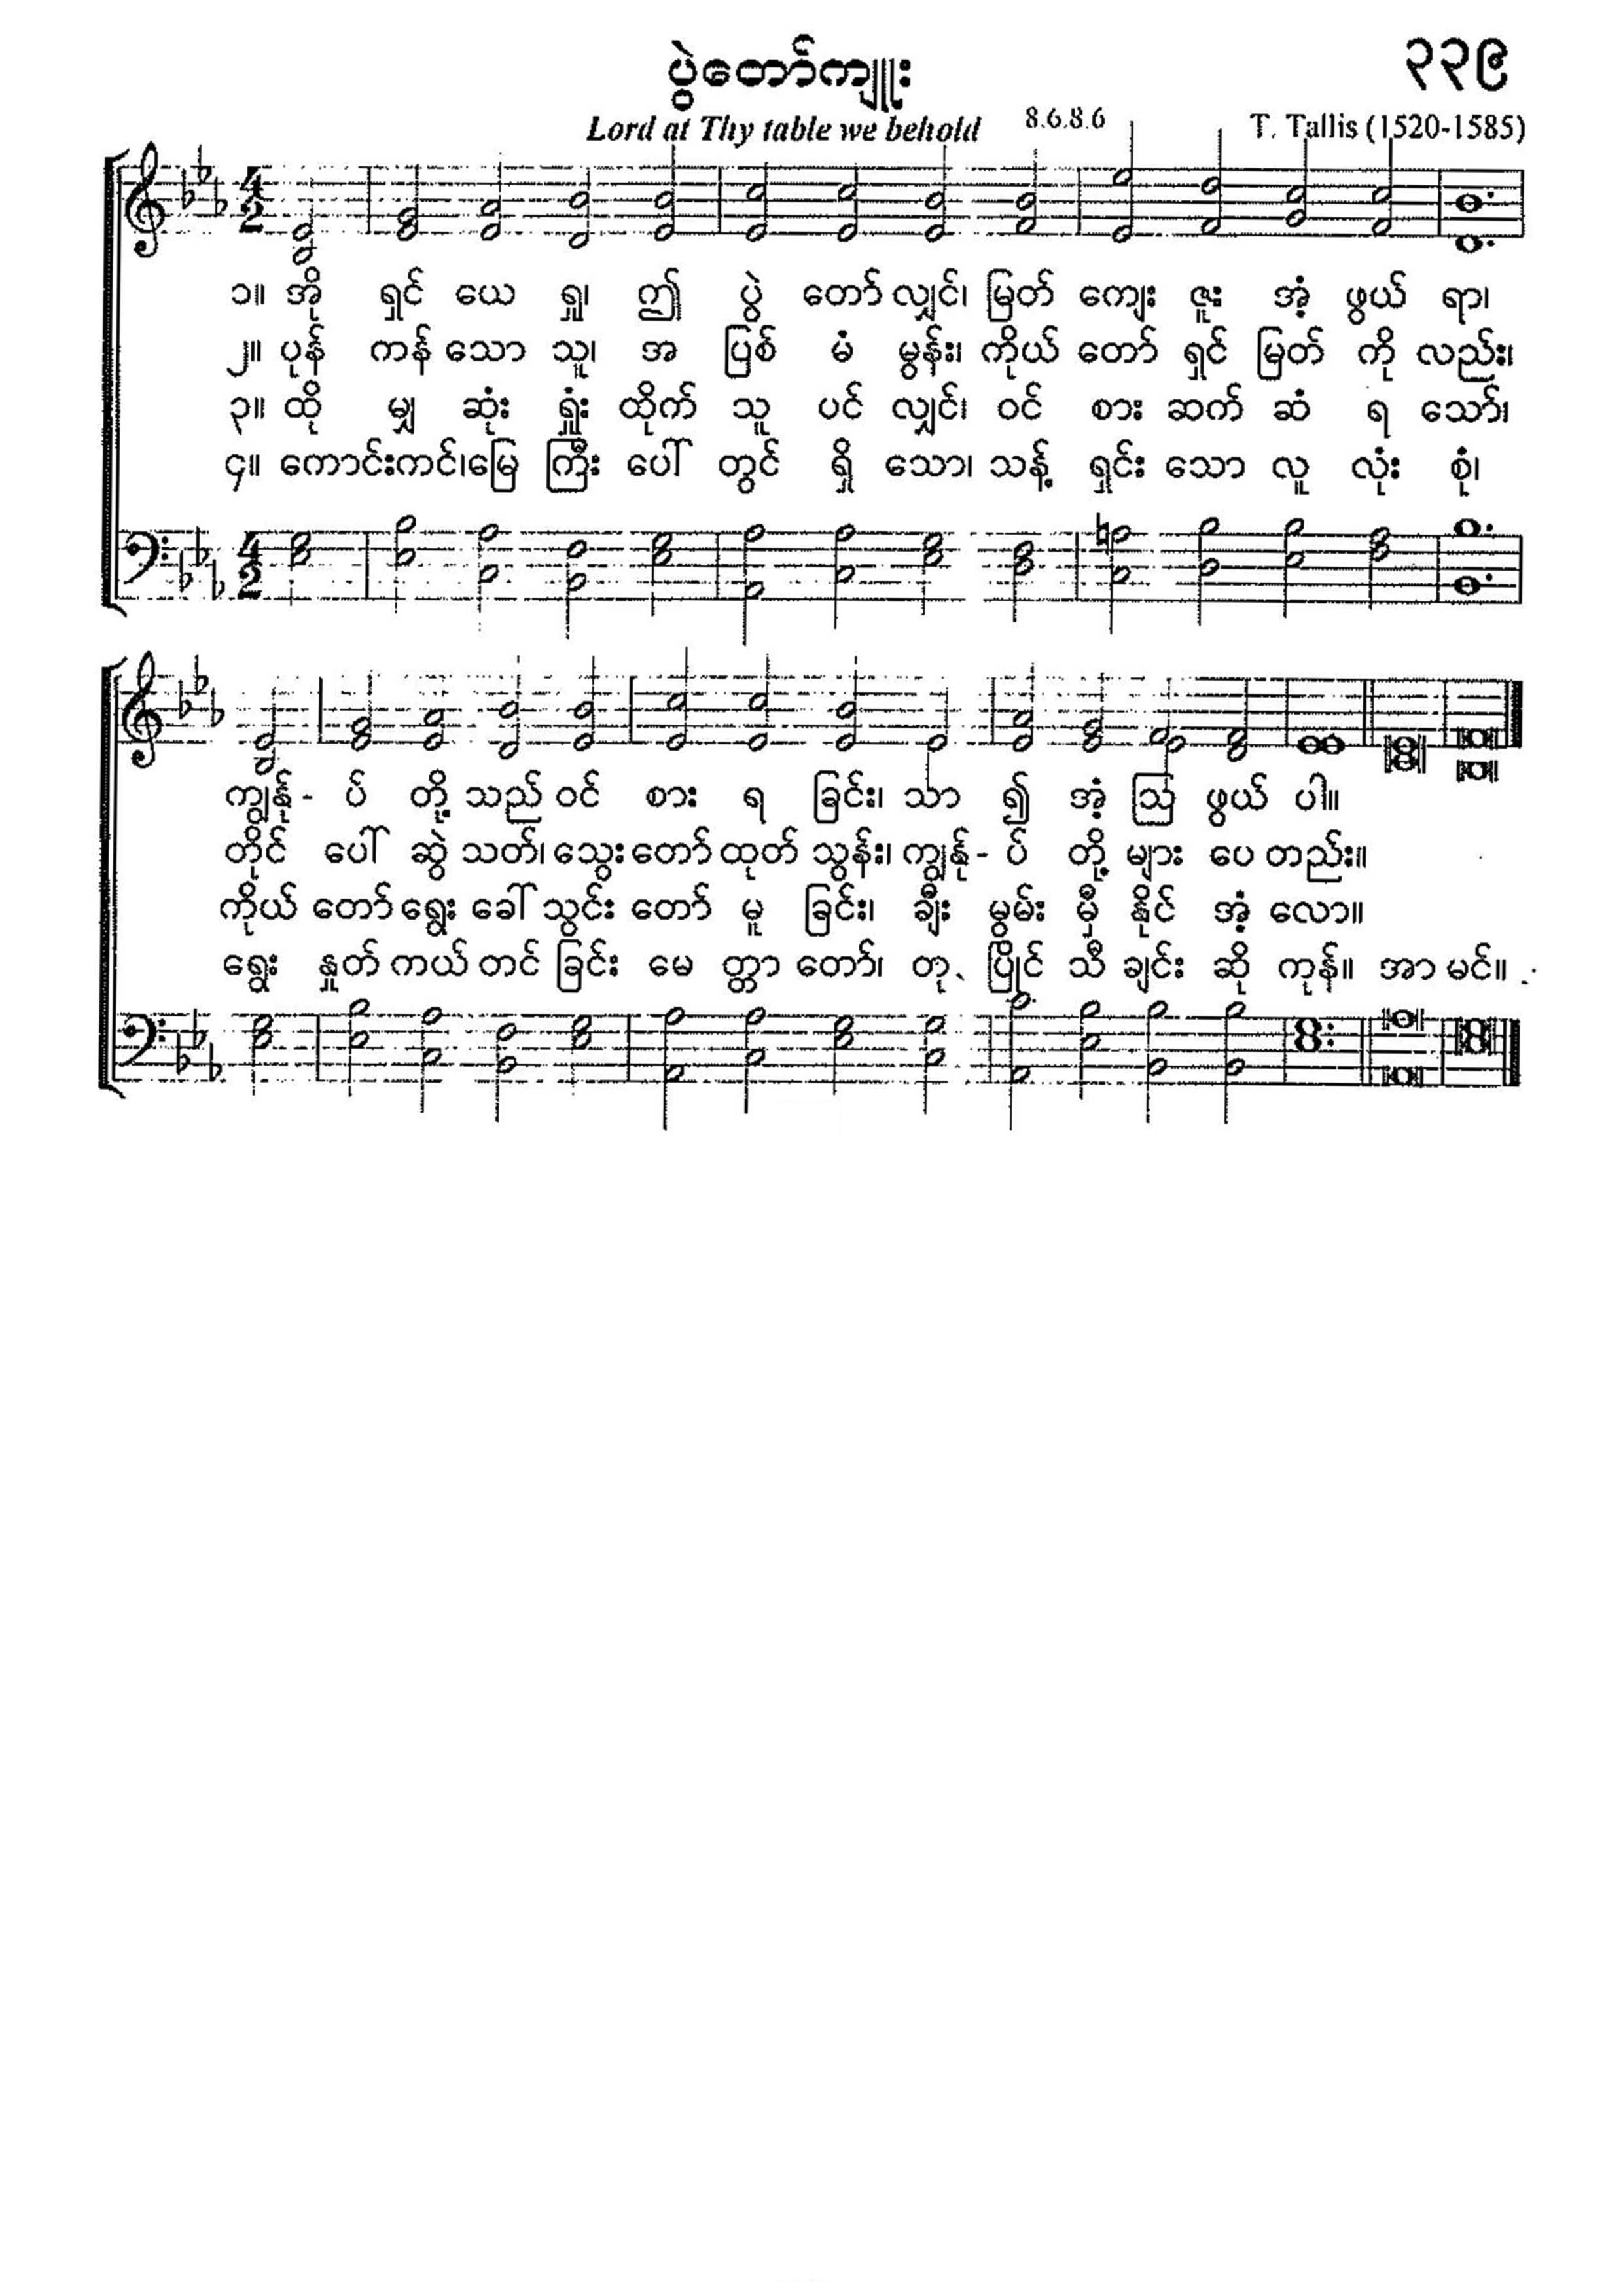 ပွဲတော်ကျူး
၃၃၉
Lord at Thy table we behold 8.6.8.6 T. Tallis (1520-1585)
၁။ အို ရှင် ယေ ရှု၊ ဤ ပွဲ တော် လျှင်၊ မြတ် ကျေး ဇူး အံ့ ဖွယ် ရာ၊
၂။ ပုန် ကန် သော သူ၊ အ ပြစ် မံ မွန်း၊ ကိုယ် တော် ရှင် မြတ် ကို လည်း၊
၃။ ထို မျှ ဆုံး ရှုံး ထိုက် သူ ပင် လျှင်၊ ဝင် စား ဆက် ဆံ ရ သော်၊
၄။ ကောင်းကင်၊မြေ ကြီး ပေါ် တွင် ရှိ သော၊ သန့် ရှင်း သော လူ လုံး စုံ၊
ကျွန်ု - ပ် တို့ သည် ဝင် စား ရ ခြင်း၊ သာ ၍ အံ့ ဩ ဖွယ် ပါ။
တိုင် ပေါ် ဆွဲ သတ်၊ သွေး တော် ထုတ် သွန်း၊ ကျွန်ု - ပ် တို့ များ ပေ တည်း။
ကိုယ် တော် ရွေး ခေါ် သွင်း တော် မူ ခြင်း၊ ချီး မွမ်း မှီ နိုင် အံ့ လော။
ရွေး နှုတ် ကယ် တင် ခြင်း မေ တ္တာ တော်၊ ပြိုင် သီ ချင်း ဆို ကုန်။ အာ မင်။